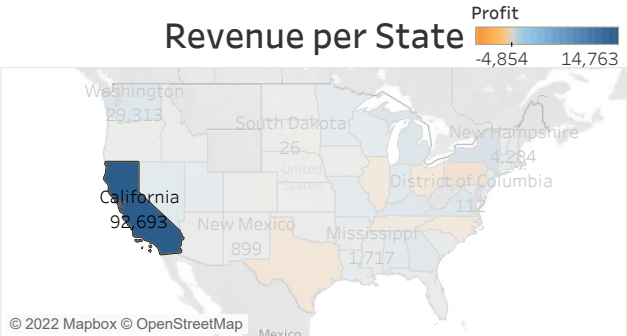 Profit
Revenue per State
-4,854
14,763
Washington
29,313
South Dakota
26
New Hampshire
4,284
United
States
District of Columbia
112
California
92,693
New Mexico
899
Mississippi
1,717
© 2022 Mapbox © OpenStreetMap
Mexico